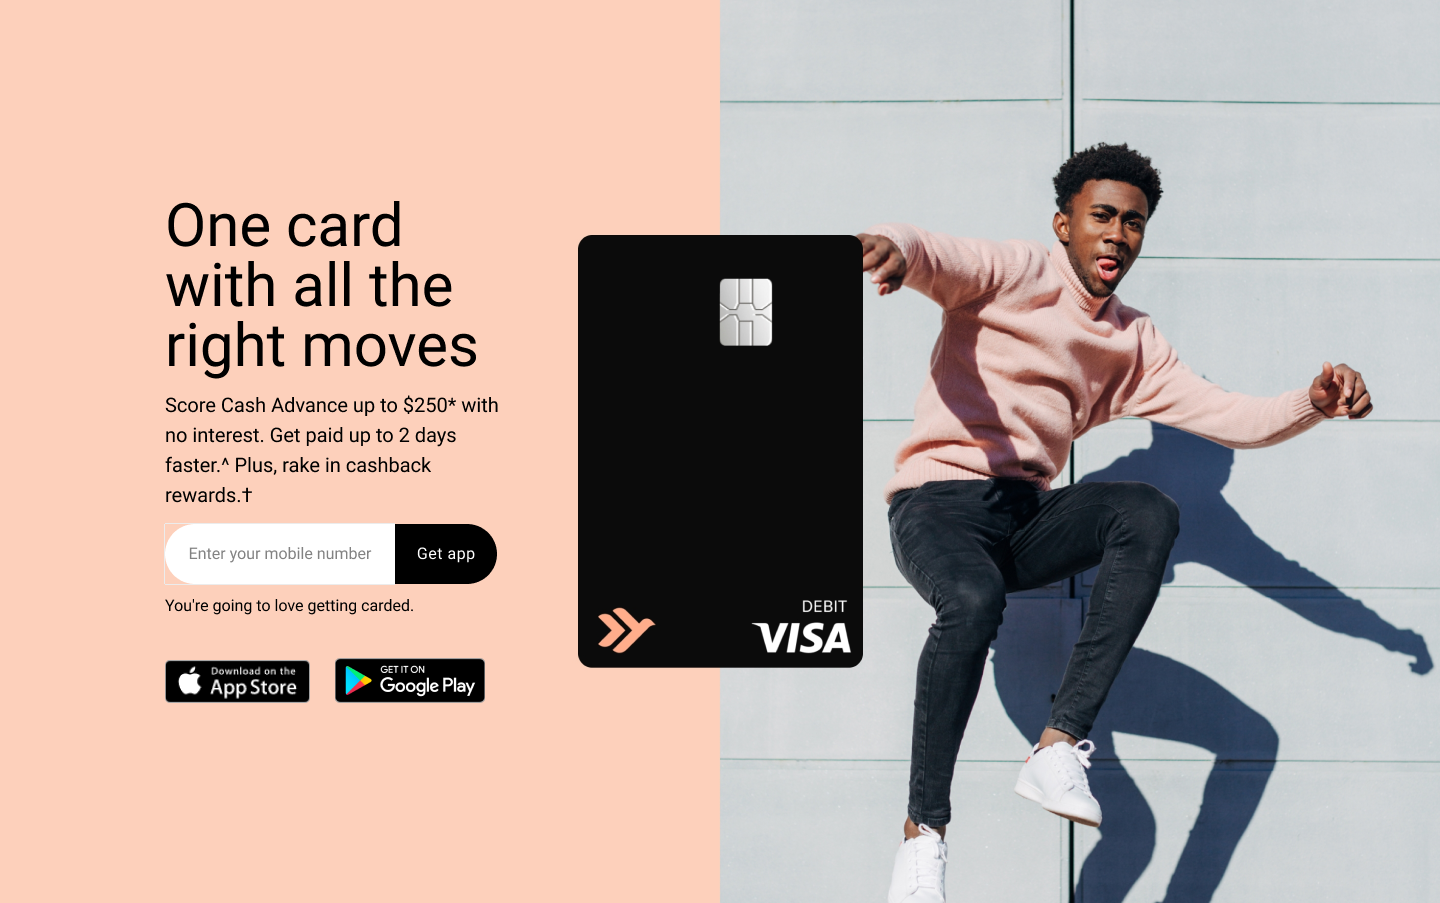 One card
with all the
right moves
Score Cash Advance up to $250* with
no interest. Get paid up to 2 days
faster.^ Plus, rake in cashback
rewards.†
Enter your mobile number
Get app
You're going to love getting carded.
Download on the
App Store
GET IT ON
Google Play
DEBIT
VISA